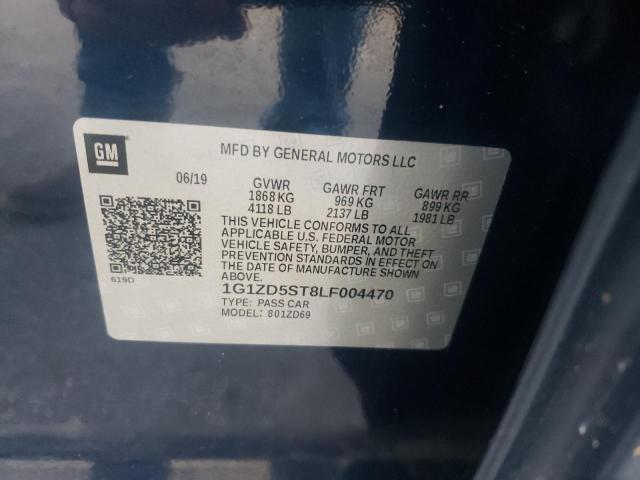 GM
MFD BY GENERAL MOTORS LLC
06/19 GVWR GAWR FRT GAWR RR
1868 KG 969 KG 899 KG
4118 LB 2137 LB 1981 LB
THIS VEHICLE CONFORMS TO ALL
APPLICABLE U.S. FEDERAL MOTOR
VEHICLE SAFETY, BUMPER, AND THEFT
PREVENTION STANDARDS IN EFFECT
ON THE DATE OF MANUFACTURE SHOWN
ABOVE.
619D
1G1ZD5ST8LF004470
TYPE: PASS CAR
MODEL: 801ZD69